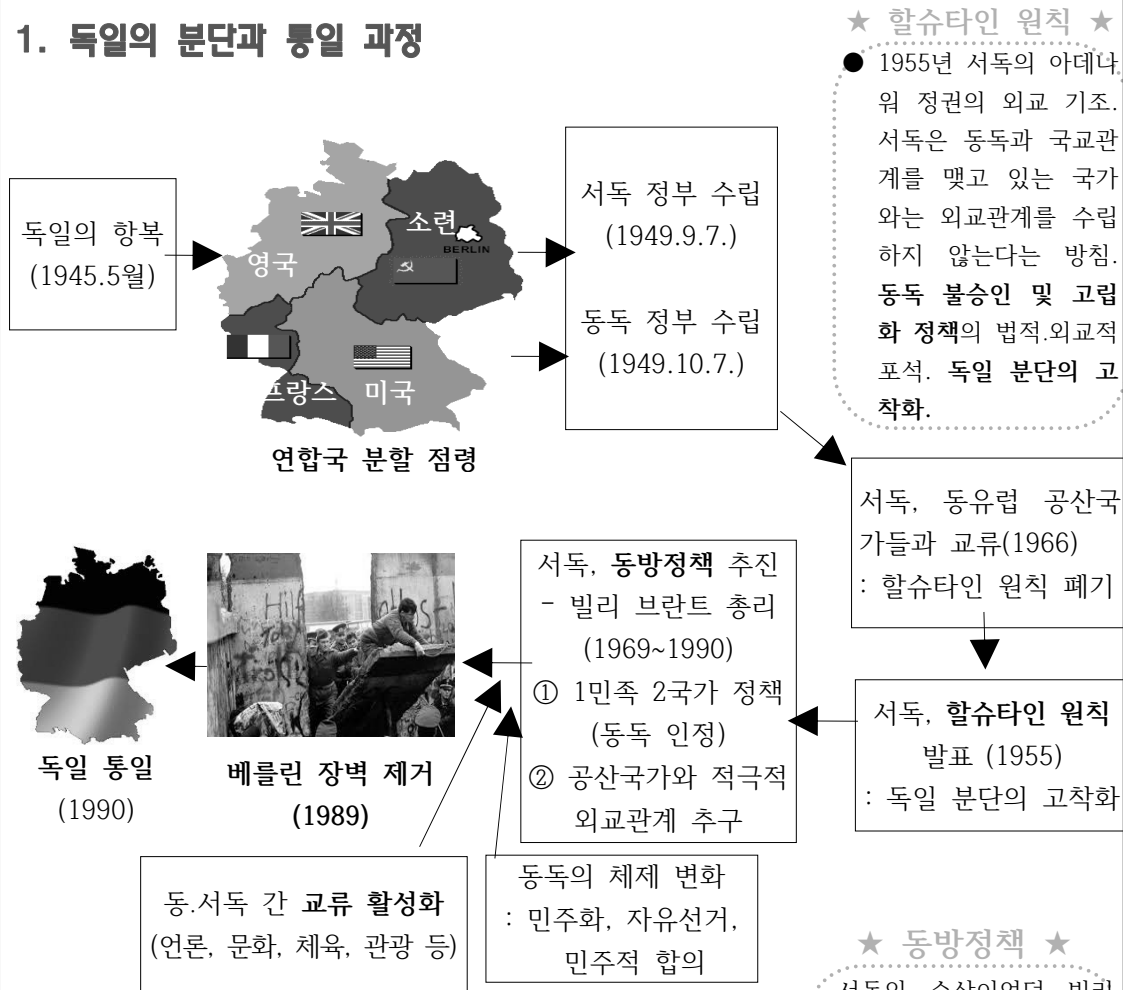 1. 독일의 분단과 통일 과정
★ 할슈타인 원칙 ★
● 1955년 서독의 아데나
워 정권의 외교 기조.
서독은 동독과 국교관
계를 맺고 있는 국가
와는 외교관계를 수립
하지 않는다는 방침.
동독 불승인 및 고립
화 정책의 법적.외교적
포석. 독일 분단의 고
착화.
독일의 항복
(1945.5월)
영국
소련
BERLIN
프랑스
미국
연합국 분할 점령
서독 정부 수립
(1949.9.7.)
동독 정부 수립
(1949.10.7.)
서독, 동유럽 공산국
가들과 교류(1966)
: 할슈타인 원칙 폐기
서독, 할슈타인 원칙
발표 (1955)
: 독일 분단의 고착화
서독, 동방정책 추진
- 빌리 브란트 총리
(1969~1990)
① 1민족 2국가 정책
(동독 인정)
② 공산국가와 적극적
외교관계 추구
베를린 장벽 제거
(1989)
독일 통일
(1990)
동.서독 간 교류 활성화
(언론, 문화, 체육, 관광 등)
동독의 체제 변화
: 민주화, 자유선거,
민주적 합의
★ 동방정책 ★
서독의 수상이었던 빌리